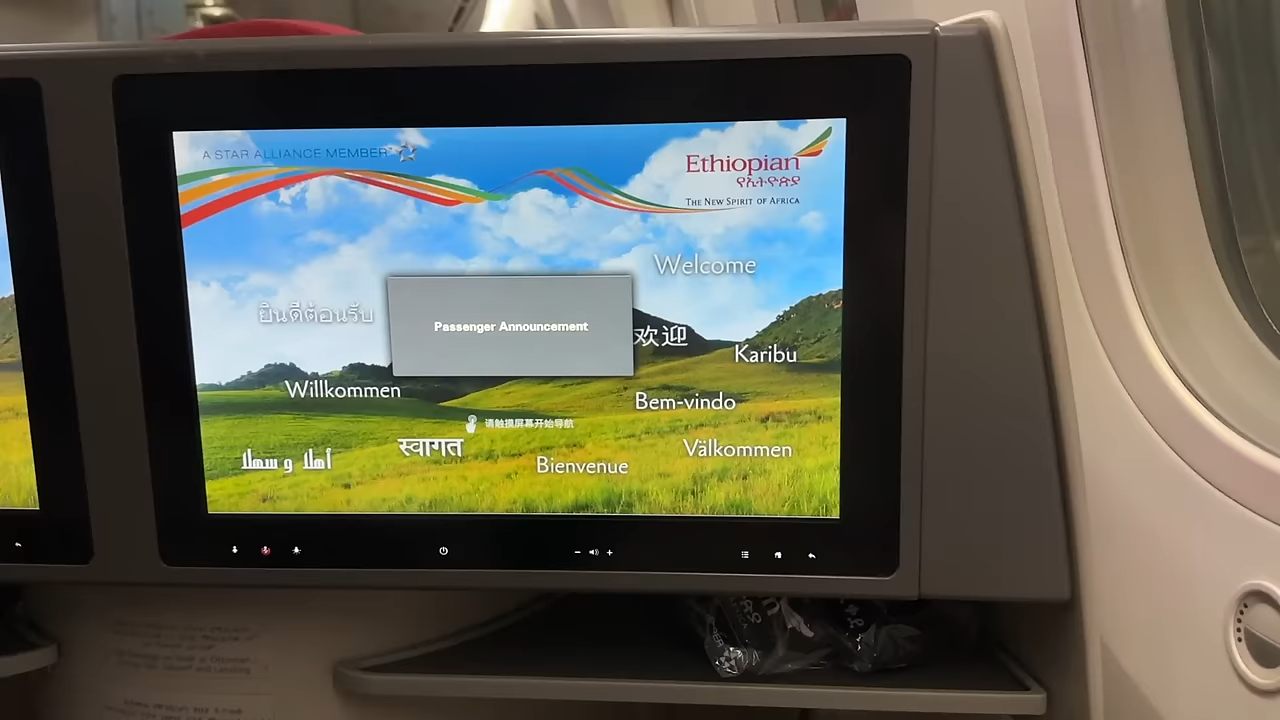 A STAR ALLIANCE MEMBER
Ethiopian
የኢትዮጵያ
THE NEW SPIRIT OF AFRICA
Welcome
ยินดีต้อนรับ
Passenger Announcement
欢迎
Karibu
Willkommen
Bem-vindo
请触摸屏幕开始导航
स्वागत
Välkommen
أهلا و سهلا
Bienvenue